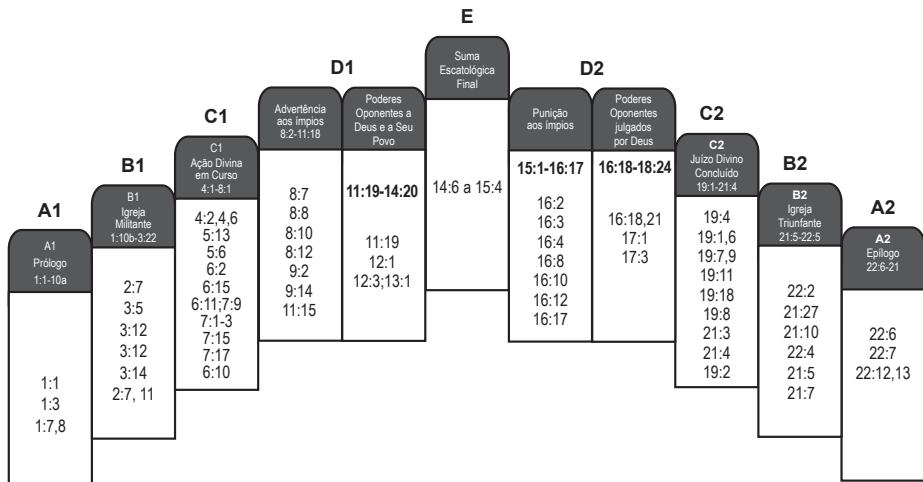 A1
A1
Prólogo
1:1-10a
1:1
1:3
1:7,8
B1
B1
Igreja
Militante
1:10b-3:22
2:7
3:5
3:12
3:12
3:14
2:7, 11
C1
C1
Ação Divina
em Curso
4:1-8:1
4:2,4,6
5:13
5:6
6:2
6:15
6:11;7:9
7:1-3
7:15
7:17
6:10
D1
Advertência
aos ímpios
8:2-11:18
8:7
8:8
8:10
8:12
9:2
9:14
11:15
Poderes
Oponentes a
Deus e a Seu
Povo
11:19-14:20
11:19
12:1
12:3;13:1
E
Suma
Escatológica
Final
14:6 a 15:4
D2
Punição
aos ímpios
15:1-16:17
16:2
16:3
16:4
16:8
16:10
16:12
16:17
Poderes
Oponentes
julgados
por Deus
16:18-18:24
16:18,21
17:1
17:3
C2
C2
Juízo Divino
Concluído
19:1-21:4
19:4
19:1,6
19:7,9
19:11
19:18
19:8
21:3
21:4
19:2
B2
B2
Igreja
Triunfante
21:5-22:5
22:2
21:27
21:10
22:4
21:5
21:7
A2
A2
Epílogo
22:6-21
22:6
22:7
22:12,13